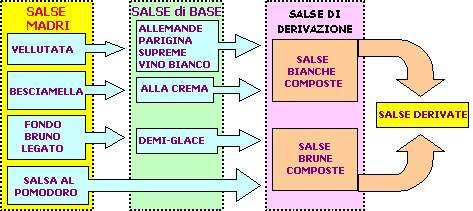 SALSE
MADRI
VELLUTATA
BESCIAMELLA
FONDO
BRUNO
LEGATO
SALSA AL
POMODORO
SALSE di BASE
ALLEMANDE
PARIGINA
SUPREME
VINO BIANCO
ALLA CREMA
DEMI-GLACE
SALSE DI
DERIVAZIONE
SALSE
BIANCHE
COMPOSTE
SALSE
BRUNE
COMPOSTE
SALSE DERIVATE